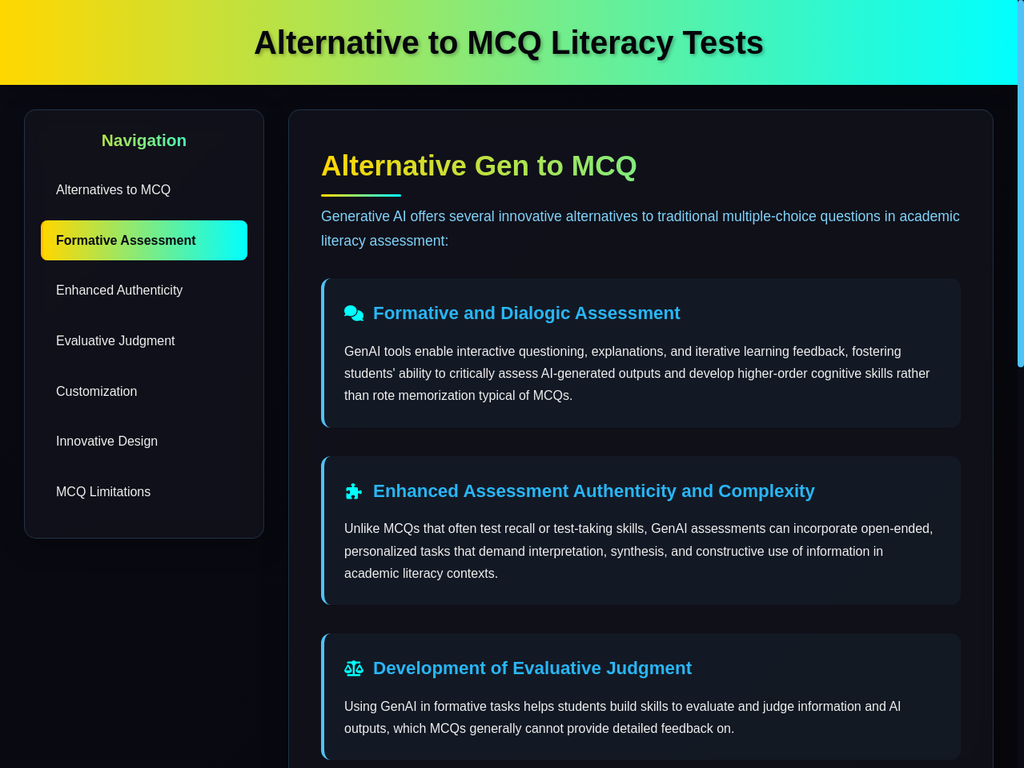 Alternative to MCQ Literacy Tests
Navigation
Alternatives to MCQ
Formative Assessment
Enhanced Authenticity
Evaluative Judgment
Customization
Innovative Design
MCQ Limitations
Alternative Gen to MCQ
Generative AI offers several innovative alternatives to traditional multiple-choice questions in academic
literacy assessment:
Formative and Dialogic Assessment
GenAI tools enable interactive questioning, explanations, and iterative learning feedback, fostering
students' ability to critically assess AI-generated outputs and develop higher-order cognitive skills rather
than rote memorization typical of MCQs.
Enhanced Assessment Authenticity and Complexity
Unlike MCQs that often test recall or test-taking skills, GenAI assessments can incorporate open-ended,
personalized tasks that demand interpretation, synthesis, and constructive use of information in
academic literacy contexts.
Development of Evaluative Judgment
Using GenAI in formative tasks helps students build skills to evaluate and judge information and AI
outputs, which MCQs generally cannot provide detailed feedback on.